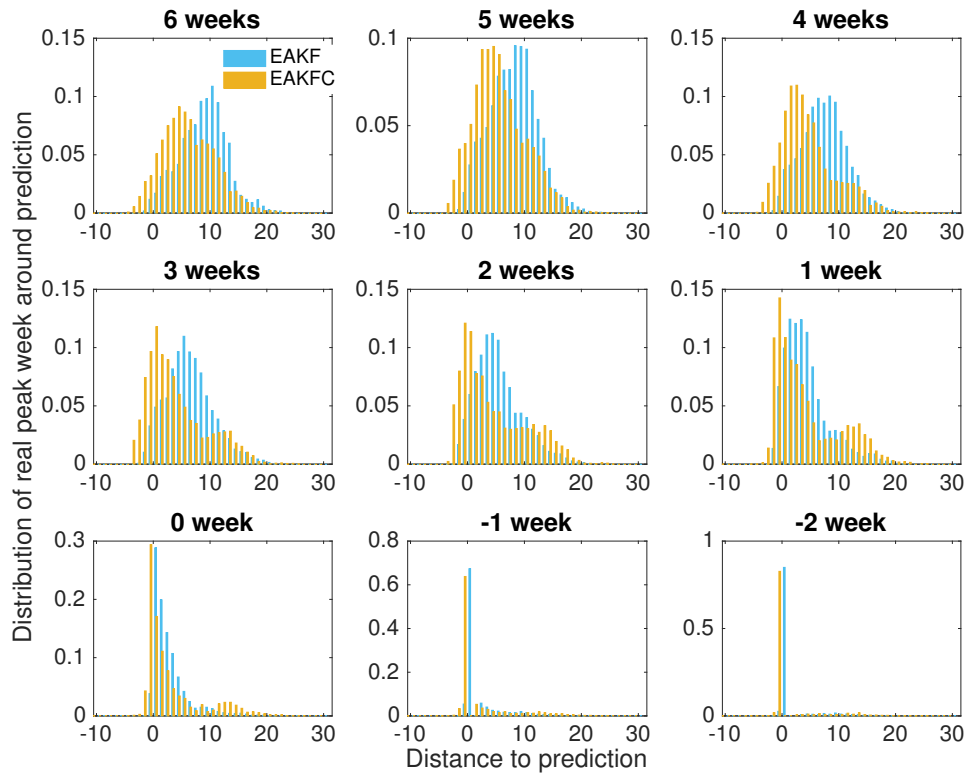 Distribution of real peak week around prediction
6 weeks
0.15
0.1
0.05
0
-10 0 10 20 30
EAKF
EAKFC
5 weeks
0.1
0.05
0
-10 0 10 20 30
4 weeks
0.15
0.1
0.05
0
-10 0 10 20 30
3 weeks
0.15
0.1
0.05
0
-10 0 10 20 30
2 weeks
0.15
0.1
0.05
0
-10 0 10 20 30
1 week
0.15
0.1
0.05
0
-10 0 10 20 30
0 week
0.3
0.2
0.1
0
-10 0 10 20 30
-1 week
0.8
0.6
0.4
0.2
0
-10 0 10 20 30
-2 week
1
0.5
0
-10 0 10 20 30
Distance to prediction